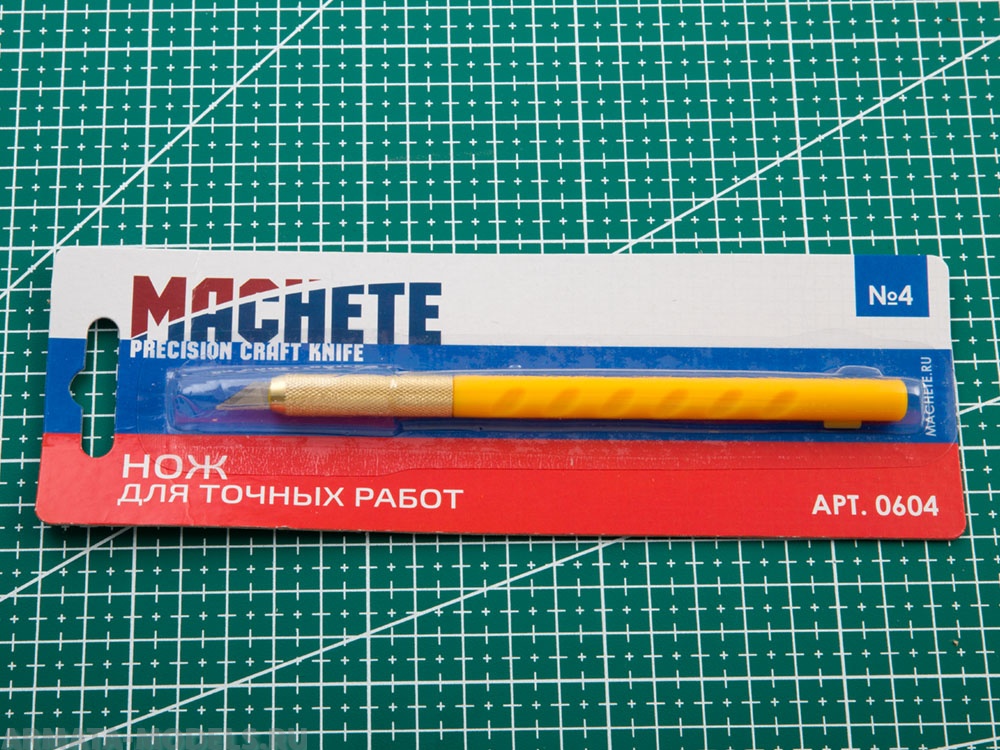 MACHETE
PRECISION CRAFT KNIFE
№4
MACHETE.RU
НОЖ
ДЛЯ ТОЧНЫХ РАБОТ
АРТ. 0604